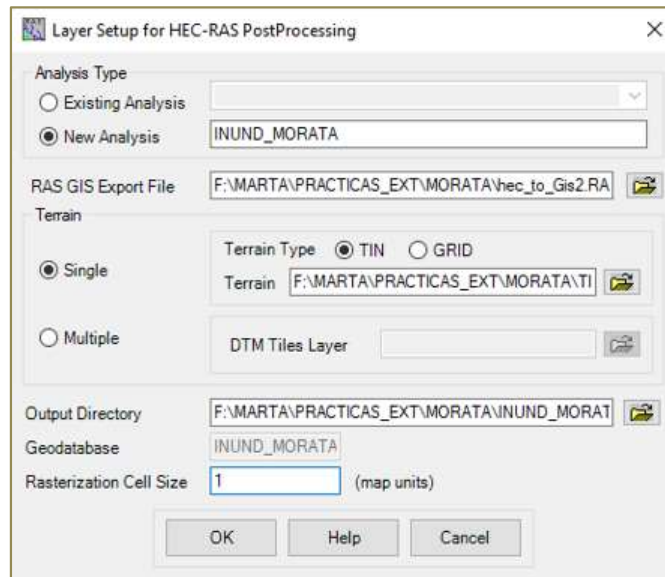 Layer Setup for HEC-RAS PostProcessing
Analysis Type
Existing Analysis
New Analysis INUND_MORATA
RAS GIS Export File F:\MARTA\PRACTICAS_EXT\MORATA\hec_to_Gis2.RA
Terrain
Single
Terrain Type TIN GRID
Terrain F:\MARTA\PRACTICAS_EXT\MORATA\TI
Multiple
DTM Tiles Layer
Output Directory F:\MARTA\PRACTICAS_EXT\MORATA\INUND_MORAT
Geodatabase INUND_MORATA
Rasterization Cell Size 1 (map units)
OK Help Cancel